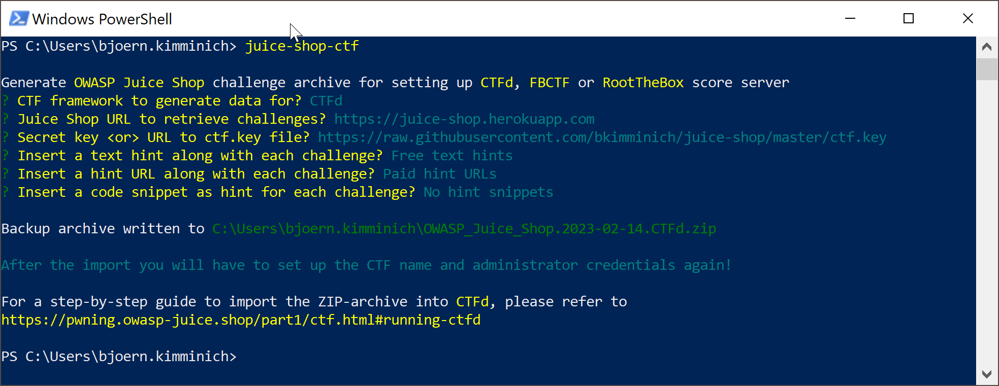 Windows PowerShell
PS C:\Users\bjoern.kimminich> juice-shop-ctf
Generate OWASP Juice Shop challenge archive for setting up CTFd, FBCTF or RootTheBox score server
? CTF framework to generate data for? CTFd
? Juice Shop URL to retrieve challenges? https://juice-shop.herokuapp.com
? Secret key <or> URL to ctf.key file? https://raw.githubusercontent.com/bkimminich/juice-shop/master/ctf.key
? Insert a text hint along with each challenge? Free text hints
? Insert a hint URL along with each challenge? Paid hint URLs
? Insert a code snippet as hint for each challenge? No hint snippets
Backup archive written to C:\Users\bjoern.kimminich\OWASP_Juice_Shop.2023-02-14.CTFd.zip
After the import you will have to set up the CTF name and administrator credentials again!
For a step-by-step guide to import the ZIP-archive into CTFd, please refer to
https://pwning.owasp-juice.shop/part1/ctf.html#running-ctfd
PS C:\Users\bjoern.kimminich>